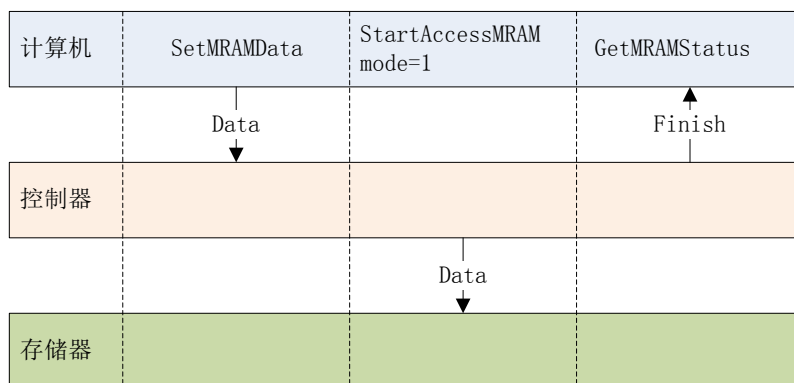 计算机
SetMRAMData
StartAccessMRAM
mode=1
GetMRAMStatus
Data
Finish
控制器
Data
存储器